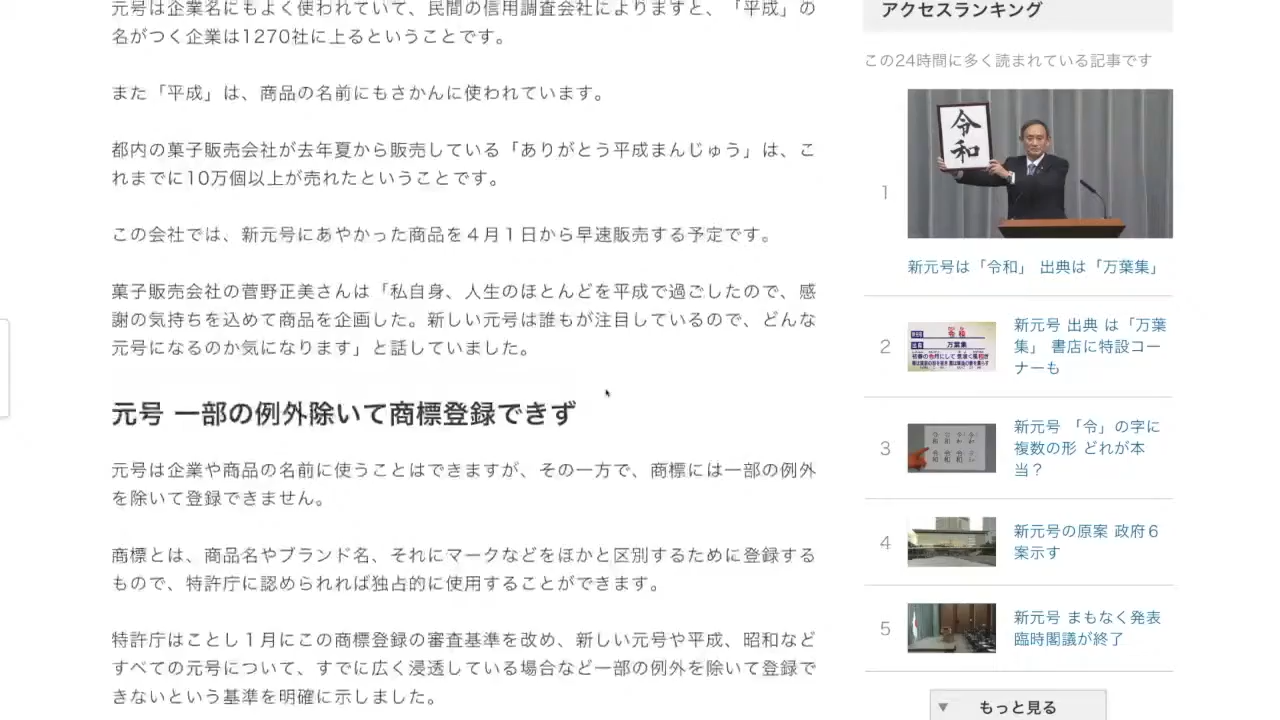 元号は企業名にもよく使われていて、民間の信用調査会社によりますと、「平成」の
名がつく企業は1270社に上るということです。
また「平成」は、商品の名前にもさかんに使われています。
都内の菓子販売会社が去年夏から販売している「ありがとう平成まんじゅう」は、こ
れまでに10万個以上が売れたということです。
この会社では、新元号にあやかった商品を４月１日から早速販売する予定です。
菓子販売会社の菅野正美さんは「私自身、人生のほとんどを平成で過ごしたので、感
謝の気持ちを込めて商品を企画した。新しい元号は誰もが注目しているので、どんな
元号になるのか気になります」と話していました。
元号 一部の例外除いて商標登録できず
元号は企業や商品の名前に使うことはできますが、その一方で、商標には一部の例外
を除いて登録できません。
商標とは、商品名やブランド名、それにマークなどをほかと区別するために登録する
もので、特許庁に認められれば独占的に使用することができます。
特許庁はことし１月にこの商標登録の審査基準を改め、新しい元号や平成、昭和など
すべての元号について、すでに広く浸透している場合など一部の例外を除いて登録で
きないという基準を明確に示しました。
アクセスランキング
この24時間に多く読まれている記事です
令和
1
新元号は「令和」 出典は「万葉集」
2
令和
万葉集
新元号 出典 は「万葉
集」 書店に特設コー
ナーも
3
新元号 「令」の字に
複数の形 どれが本
当？
4
新元号の原案 政府６
案示す
5
新元号 まもなく発表
臨時閣議が終了
▼ もっと見る